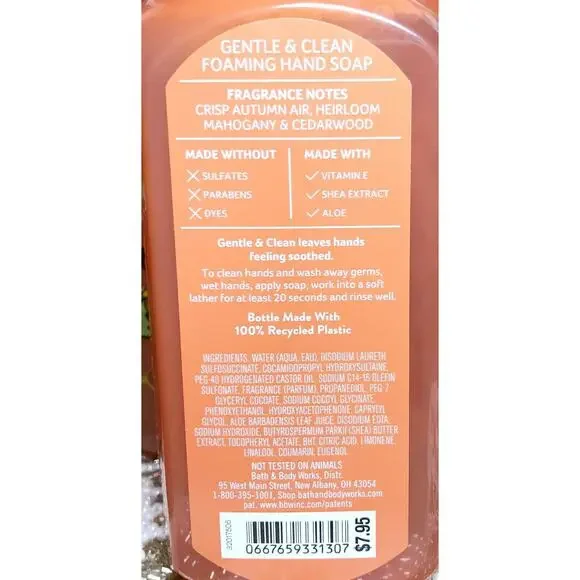 GENTLE & CLEAN
FOAMING HAND SOAP
FRAGRANCE NOTES
CRISP AUTUMN AIR, HEIRLOOM
MAHOGANY & CEDARWOOD
MADE WITHOUT
SULFATES
PARABENS
DYES
MADE WITH
VITAMIN E
SHEA EXTRACT
ALOE
Gentle & Clean leaves hands
feeling soothed.
To clean hands and wash away germs,
wet hands, apply soap, work into a soft
lather for at least 20 seconds and rinse well.
Bottle Made With
100% Recycled Plastic
INGREDIENTS: WATER (AQUA, EAU), DISODIUM LAURETH
SULFOSUCCINATE, COCAMIDOPROPYL HYDROXYSULTAINE,
PEG-40 HYDROGENATED CASTOR OIL, SODIUM C14-16 OLEFIN
SULFONATE, FRAGRANCE (PARFUM), PROPANEDIOL, PEG-7
GLYCERYL COCOATE, SODIUM COCOYL GLYCINATE,
PHENOXYETHANOL, HYDROXYACETOPHENONE, CAPRYLYL
GLYCOL, ALOE BARBADENSIS LEAF JUICE, DISODIUM EDTA,
SODIUM HYDROXIDE, BUTYROSPERMUM PARKII (SHEA) BUTTER
EXTRACT, TOCOPHERYL ACETATE, BHT, CITRIC ACID, LIMONENE,
LINALOOL, COUMARIN, EUGENOL
NOT TESTED ON ANIMALS
Bath & Body Works, Distr.
95 West Main Street, New Albany, OH 43054
1-800-395-1001, Shop bathandbodyworks.com
pat. www.bbwinc.com/patents
32017506
0667659331307
$7.95